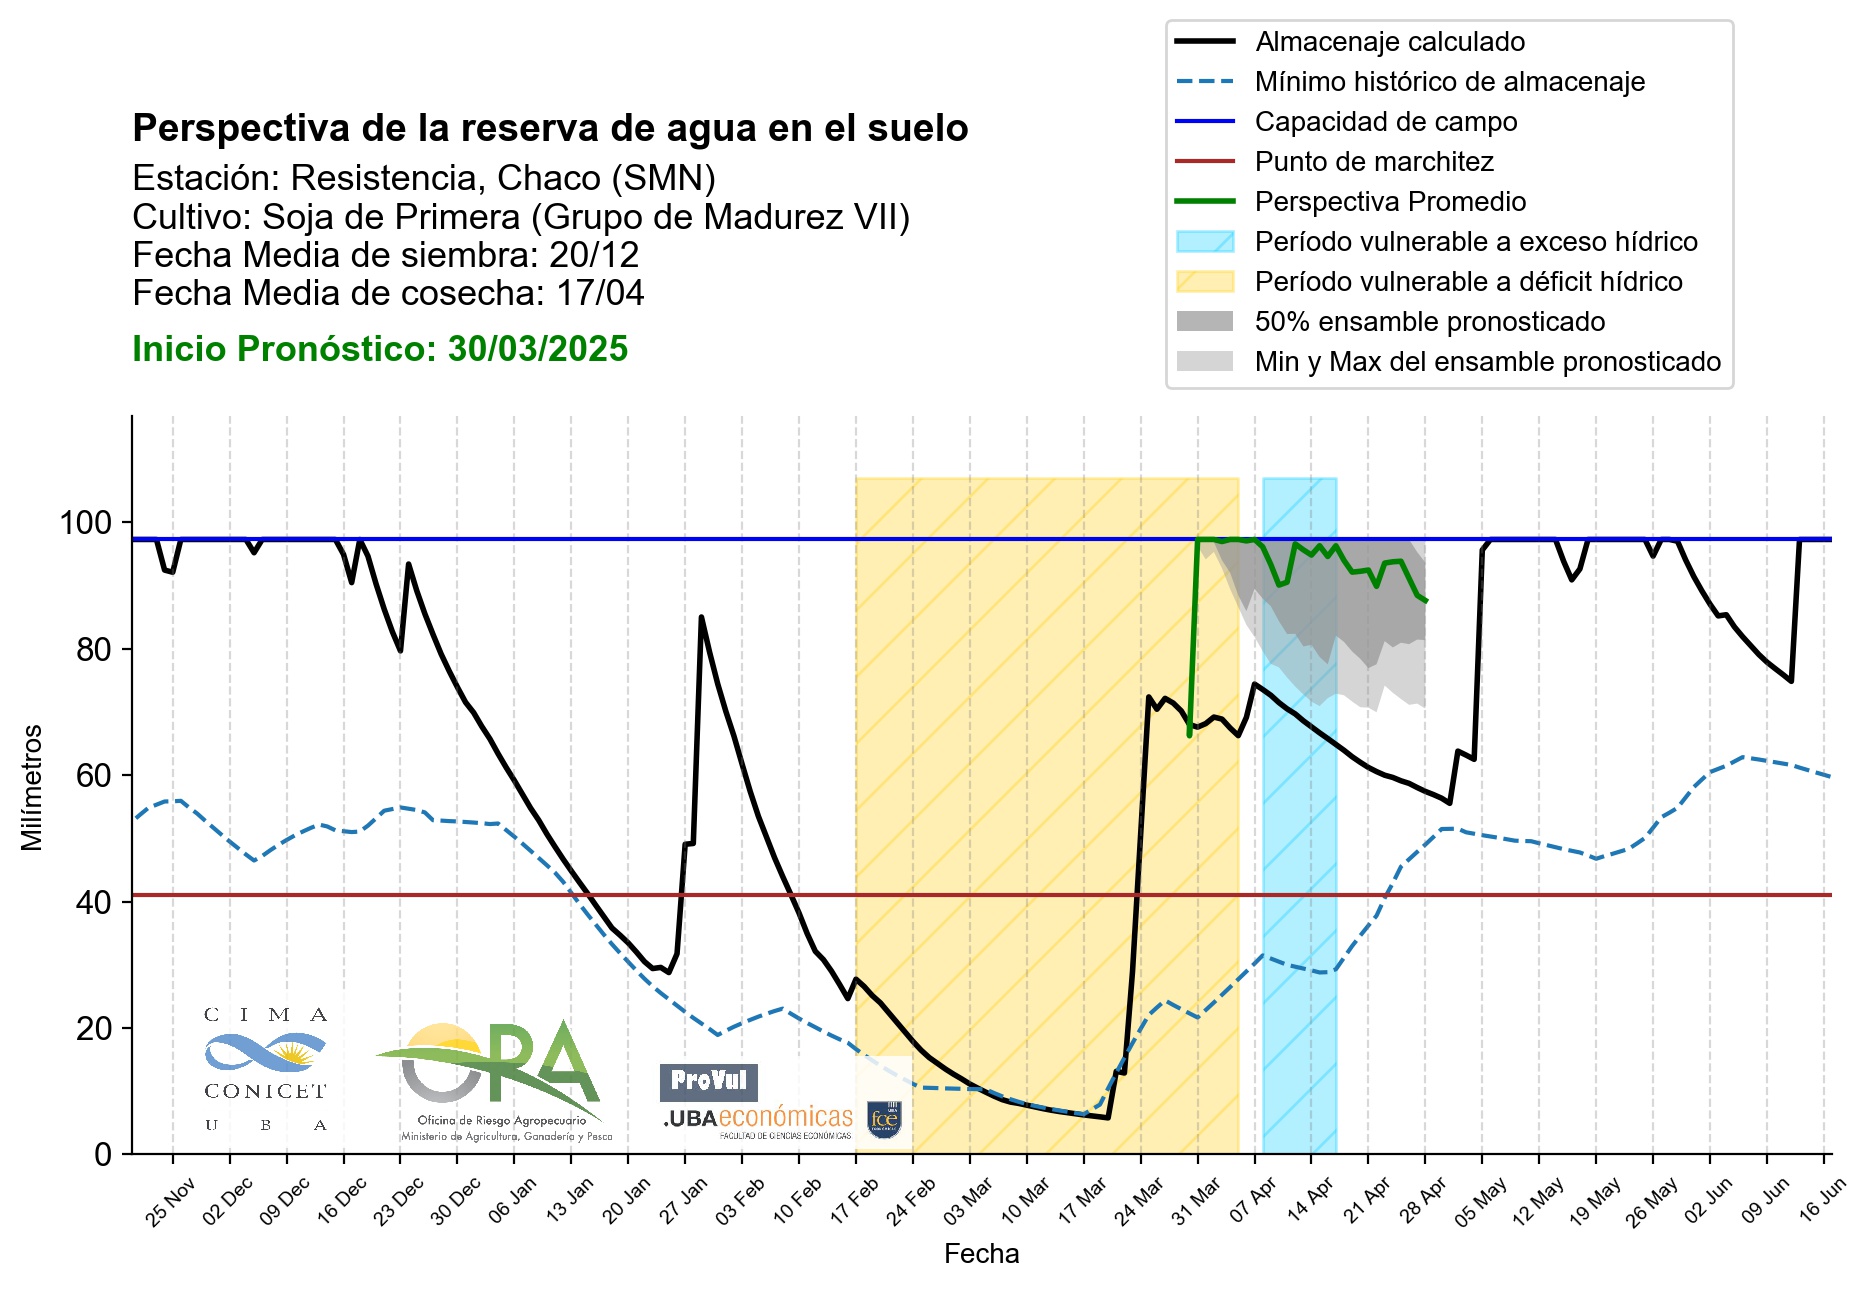 Almacenaje calculado
Mínimo histórico de almacenaje
Capacidad de campo
Punto de marchitez
Perspectiva Promedio
Período vulnerable a exceso hídrico
Período vulnerable a déficit hídrico
50% ensamble pronosticado
Min y Max del ensamble pronosticado
Perspectiva de la reserva de agua en el suelo
Estación: Resistencia, Chaco (SMN)
Cultivo: Soja de Primera (Grupo de Madurez VII)
Fecha Media de siembra: 20/12
Fecha Media de cosecha: 17/04
Inicio Pronóstico: 30/03/2025
Milímetros
100
80
60
40
20
0
CIMA
CONICET
UBA
ORA
Oficina de Riesgo Agropecuario
Ministerio de Agricultura, Ganadería y Pesca
ProVul
.UBAeconómicas
FACULTAD DE CIENCIAS ECONÓMICAS
UBA
fce
ECONÓMICAS
25 Nov
02 Dec
09 Dec
16 Dec
23 Dec
30 Dec
06 Jan
13 Jan
20 Jan
27 Jan
03 Feb
10 Feb
17 Feb
24 Feb
03 Mar
10 Mar
17 Mar
24 Mar
31 Mar
07 Apr
14 Apr
21 Apr
28 Apr
05 May
12 May
19 May
26 May
02 Jun
09 Jun
16 Jun
Fecha